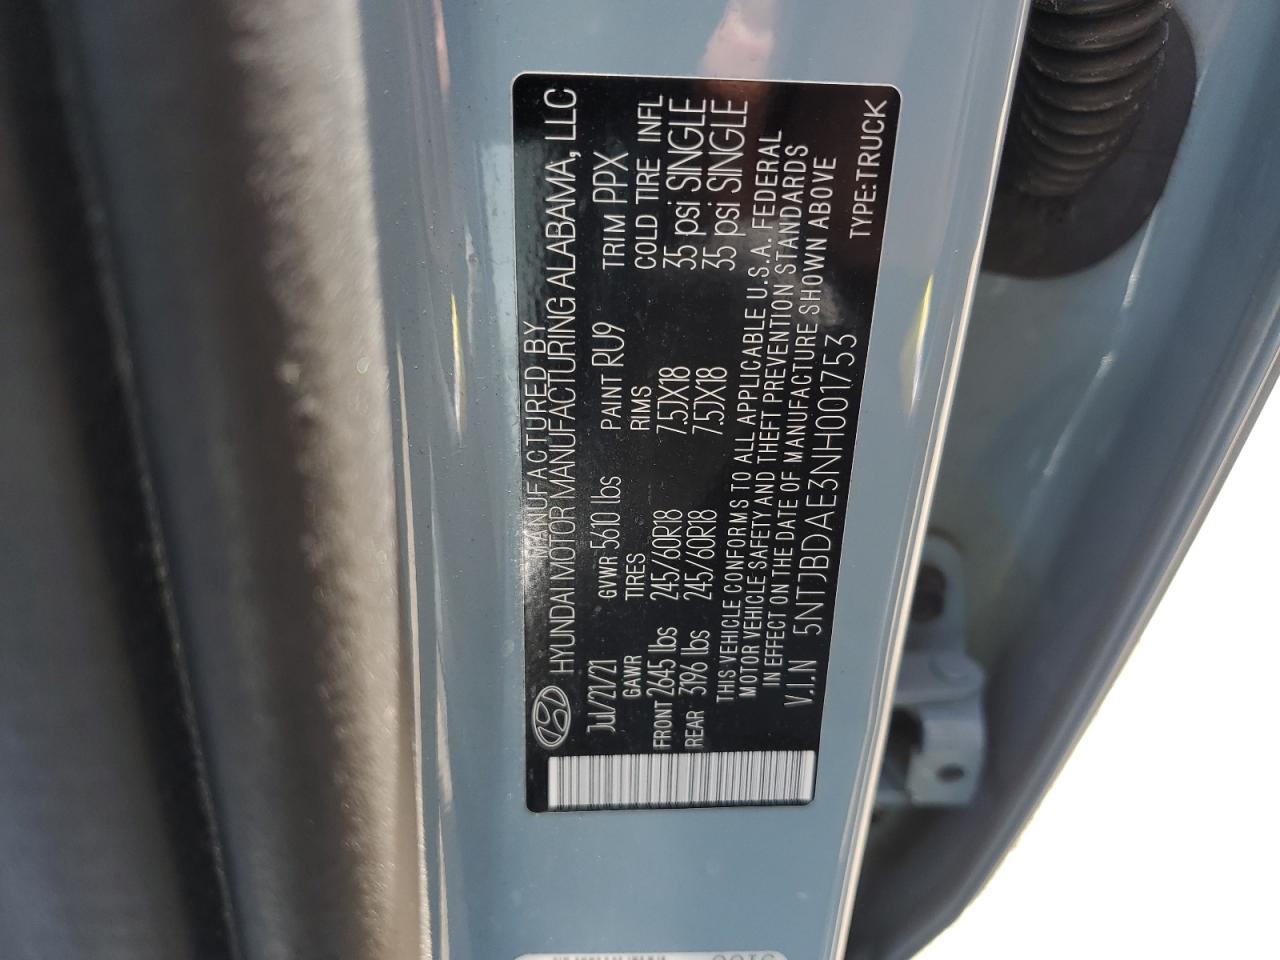 MANUFACTURED BY
HYUNDAI MOTOR MANUFACTURING ALABAMA, LLC
Jul/21/21 GVWR 5610 lbs PAINT RU9 TRIM PPX
GAWR TIRES RIMS COLD TIRE INFL
FRONT 2645 lbs 245/60R18 7.5JX18 35 psi SINGLE
REAR 3196 lbs 245/60R18 7.5JX18 35 psi SINGLE
THIS VEHICLE CONFORMS TO ALL APPLICABLE U.S.A. FEDERAL
MOTOR VEHICLE SAFETY AND THEFT PREVENTION STANDARDS
IN EFFECT ON THE DATE OF MANUFACTURE SHOWN ABOVE
V.I.N 5NTJBDAE3NH001753 TYPE:TRUCK